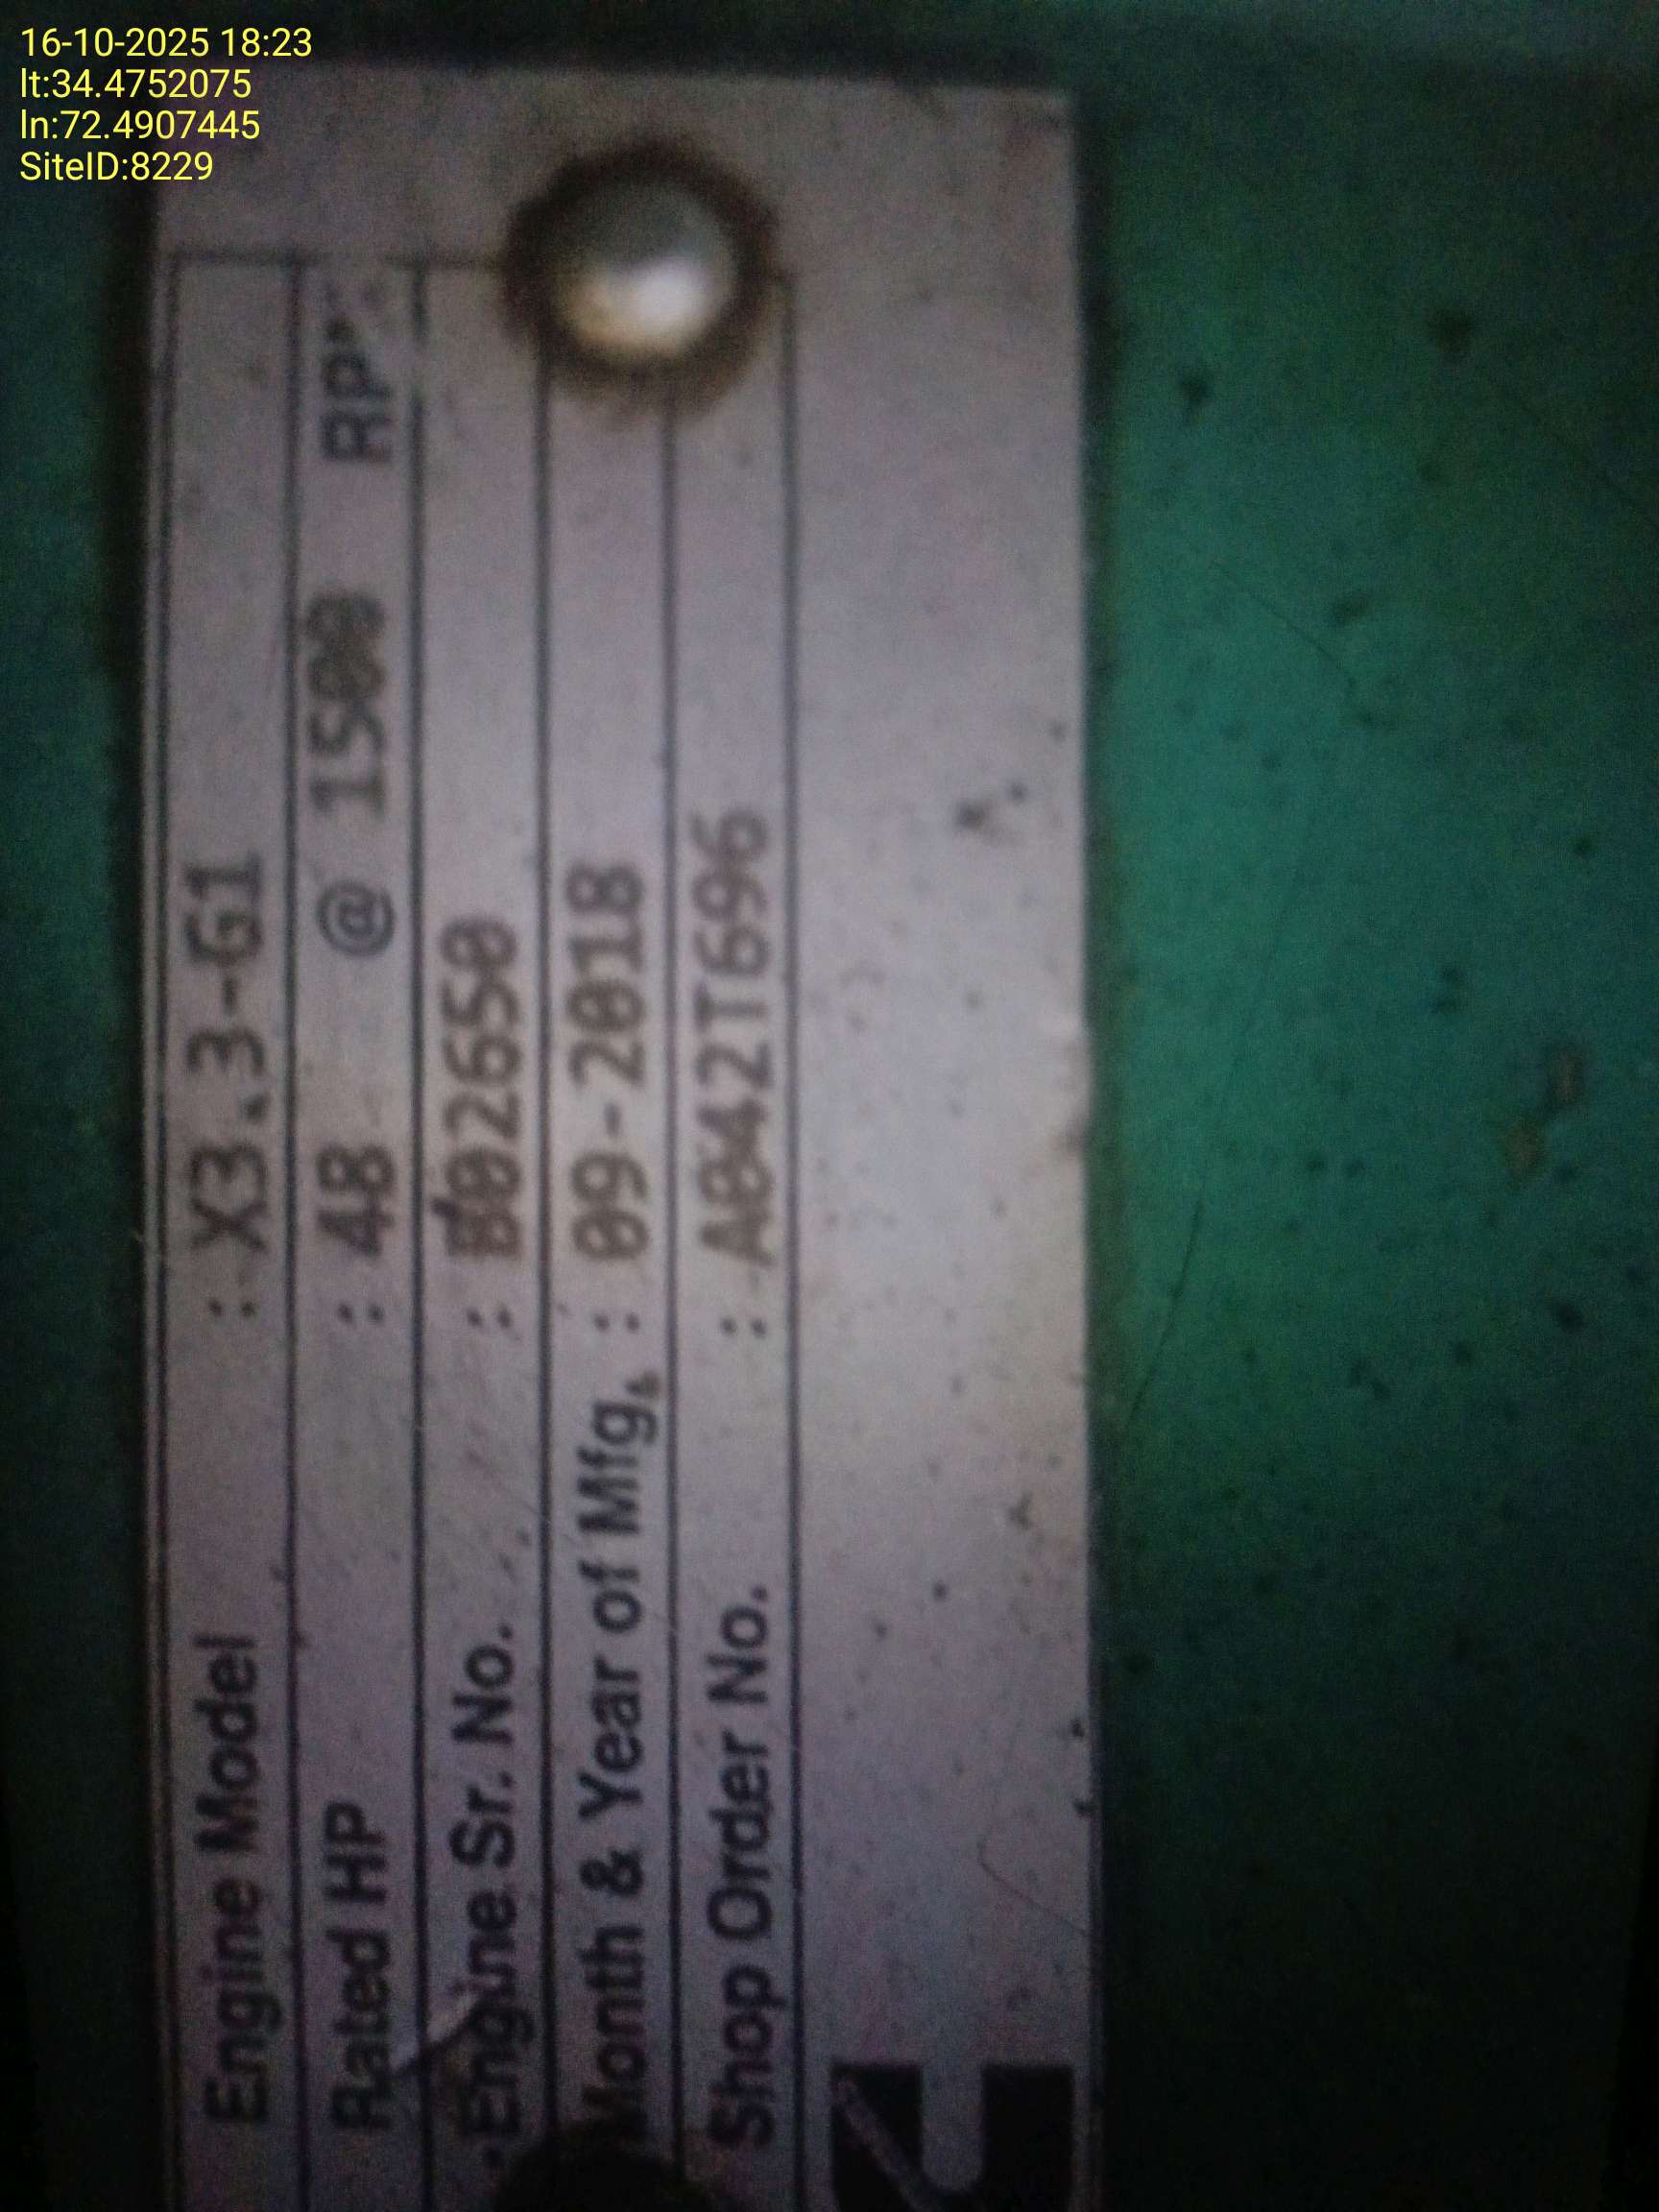 16-10-2025 18:23
lt:34.4752075
ln:72.4907445
SiteID:8229
Engine Model : X3.3-G1
Rated HP : 48 @ 1500
Engine Sr. No. :
Month & Year of Mfg. : 09-2018
Shop Order No. : A842T696